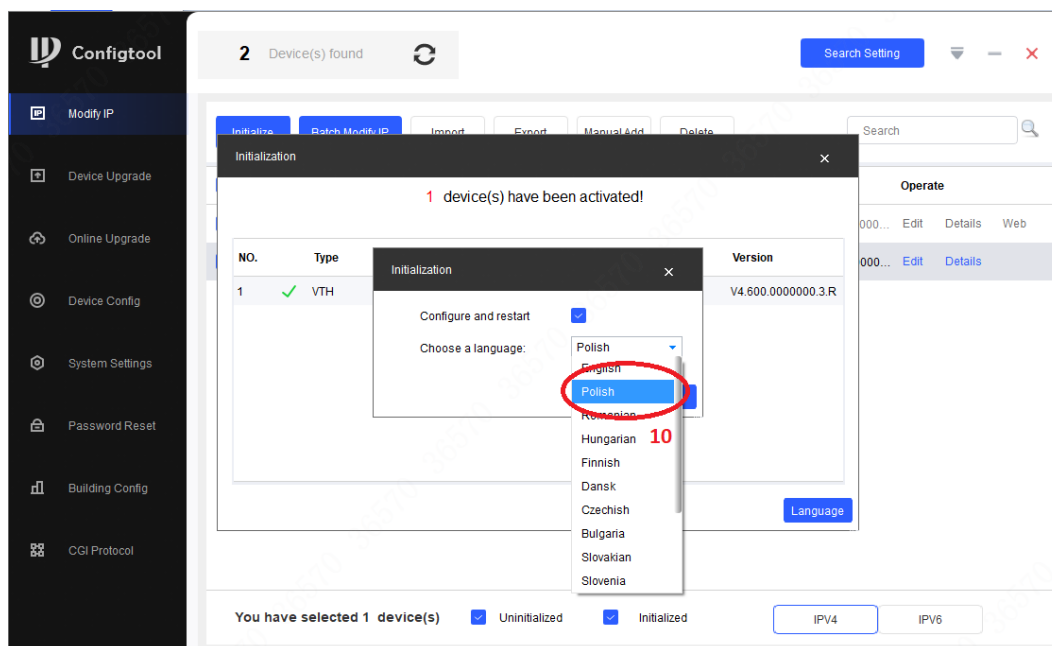 Configtool
2 Device(s) found
Search Setting
Modify IP
Device Upgrade
Online Upgrade
Device Config
System Settings
Password Reset
Building Config
CGI Protocol
Initialize Batch Modify IP Import Export Manual Add Delete
Search
Operate
000... Edit Details Web
000... Edit Details
Initialization
1 device(s) have been activated!
NO. Type Version
1 VTH V4.600.0000000.3.R
Initialization
Configure and restart
Choose a language: Polish
English
Polish
Romanian
Hungarian 10
Finnish
Dansk
Czechish
Bulgaria
Slovakian
Slovenia
Language
You have selected 1 device(s) Uninitialized Initialized IPV4 IPV6